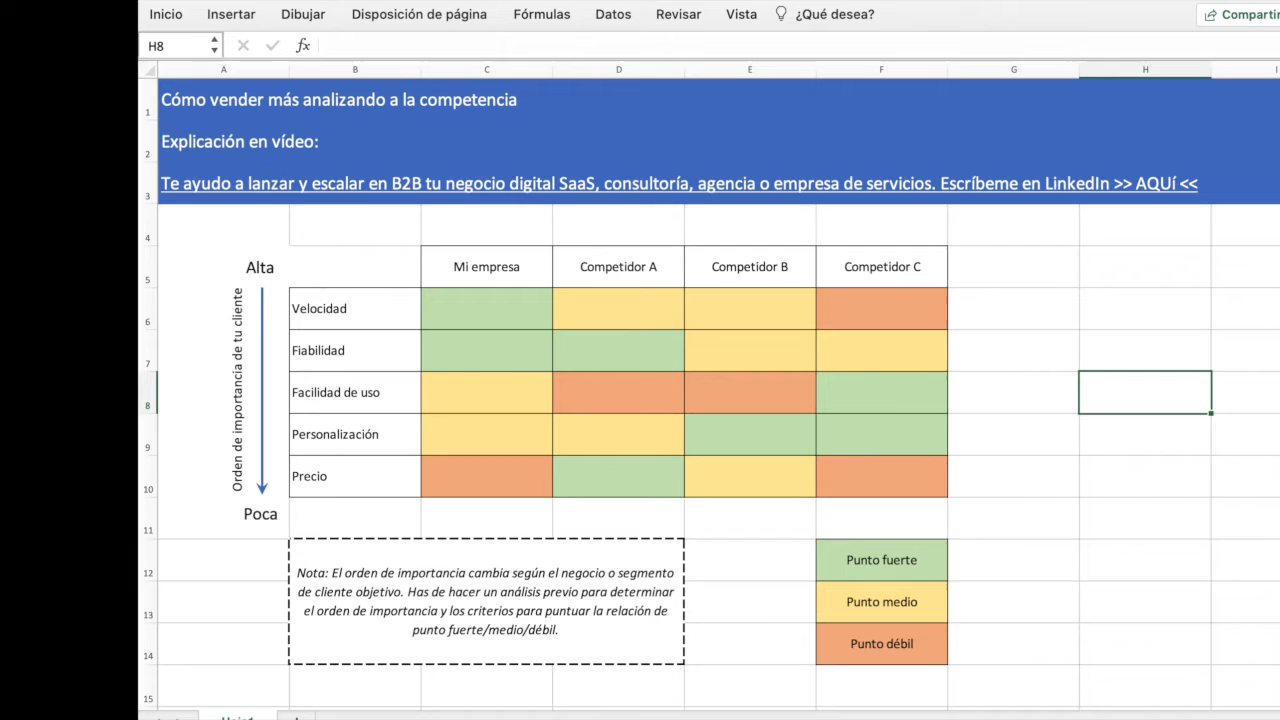 Inicio Insertar Dibujar Disposición de página Fórmulas Datos Revisar Vista ¿Qué desea? Compartir
H8 fx
A B C D E F G H I
1 Cómo vender más analizando a la competencia
2 Explicación en vídeo:
3 Te ayudo a lanzar y escalar en B2B tu negocio digital SaaS, consultoría, agencia o empresa de servicios. Escríbeme en LinkedIn >> AQUí <<
4
5 Alta Mi empresa Competidor A Competidor B Competidor C
Orden de importancia de tu cliente
6 Velocidad
7 Fiabilidad
8 Facilidad de uso
9 Personalización
10 Precio
11 Poca
12 Punto fuerte
13 Punto medio
14 Punto débil
Nota: El orden de importancia cambia según el negocio o segmento
de cliente objetivo. Has de hacer un análisis previo para determinar
el orden de importancia y los criterios para puntuar la relación de
punto fuerte/medio/débil.
15